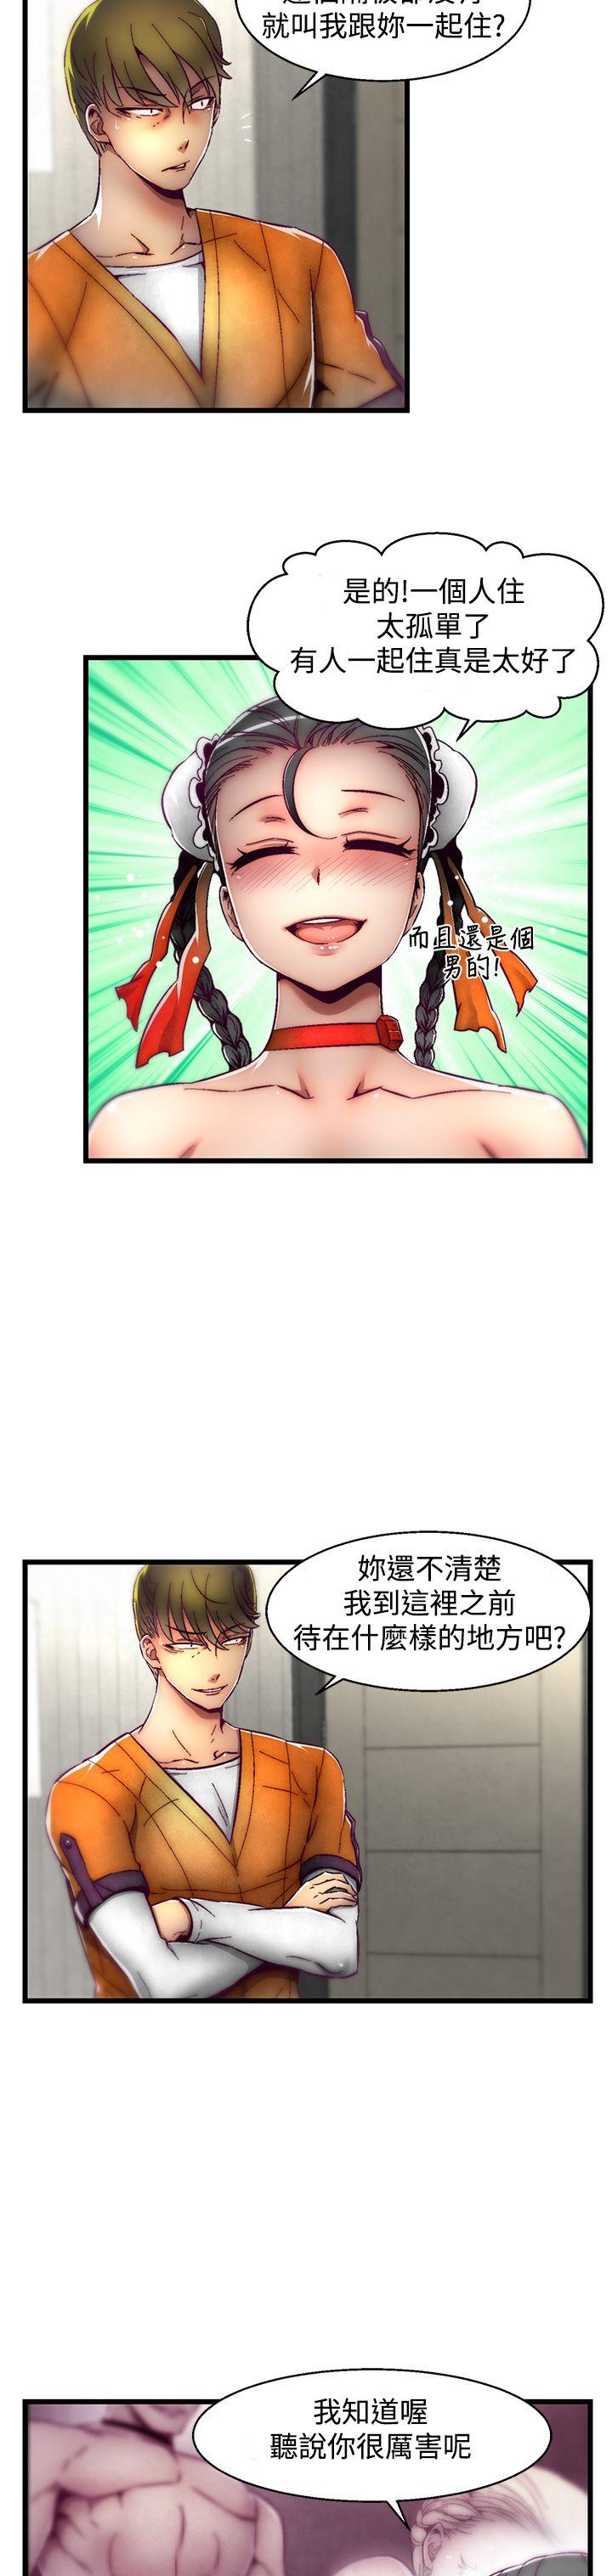 就叫我跟妳一起住?
是的!一個人住
太孤單了
有人一起住真是太好了
而且還是個
男的!
妳還不清楚
我到這裡之前
待在什麼樣的地方吧?
我知道喔
聽說你很厲害呢